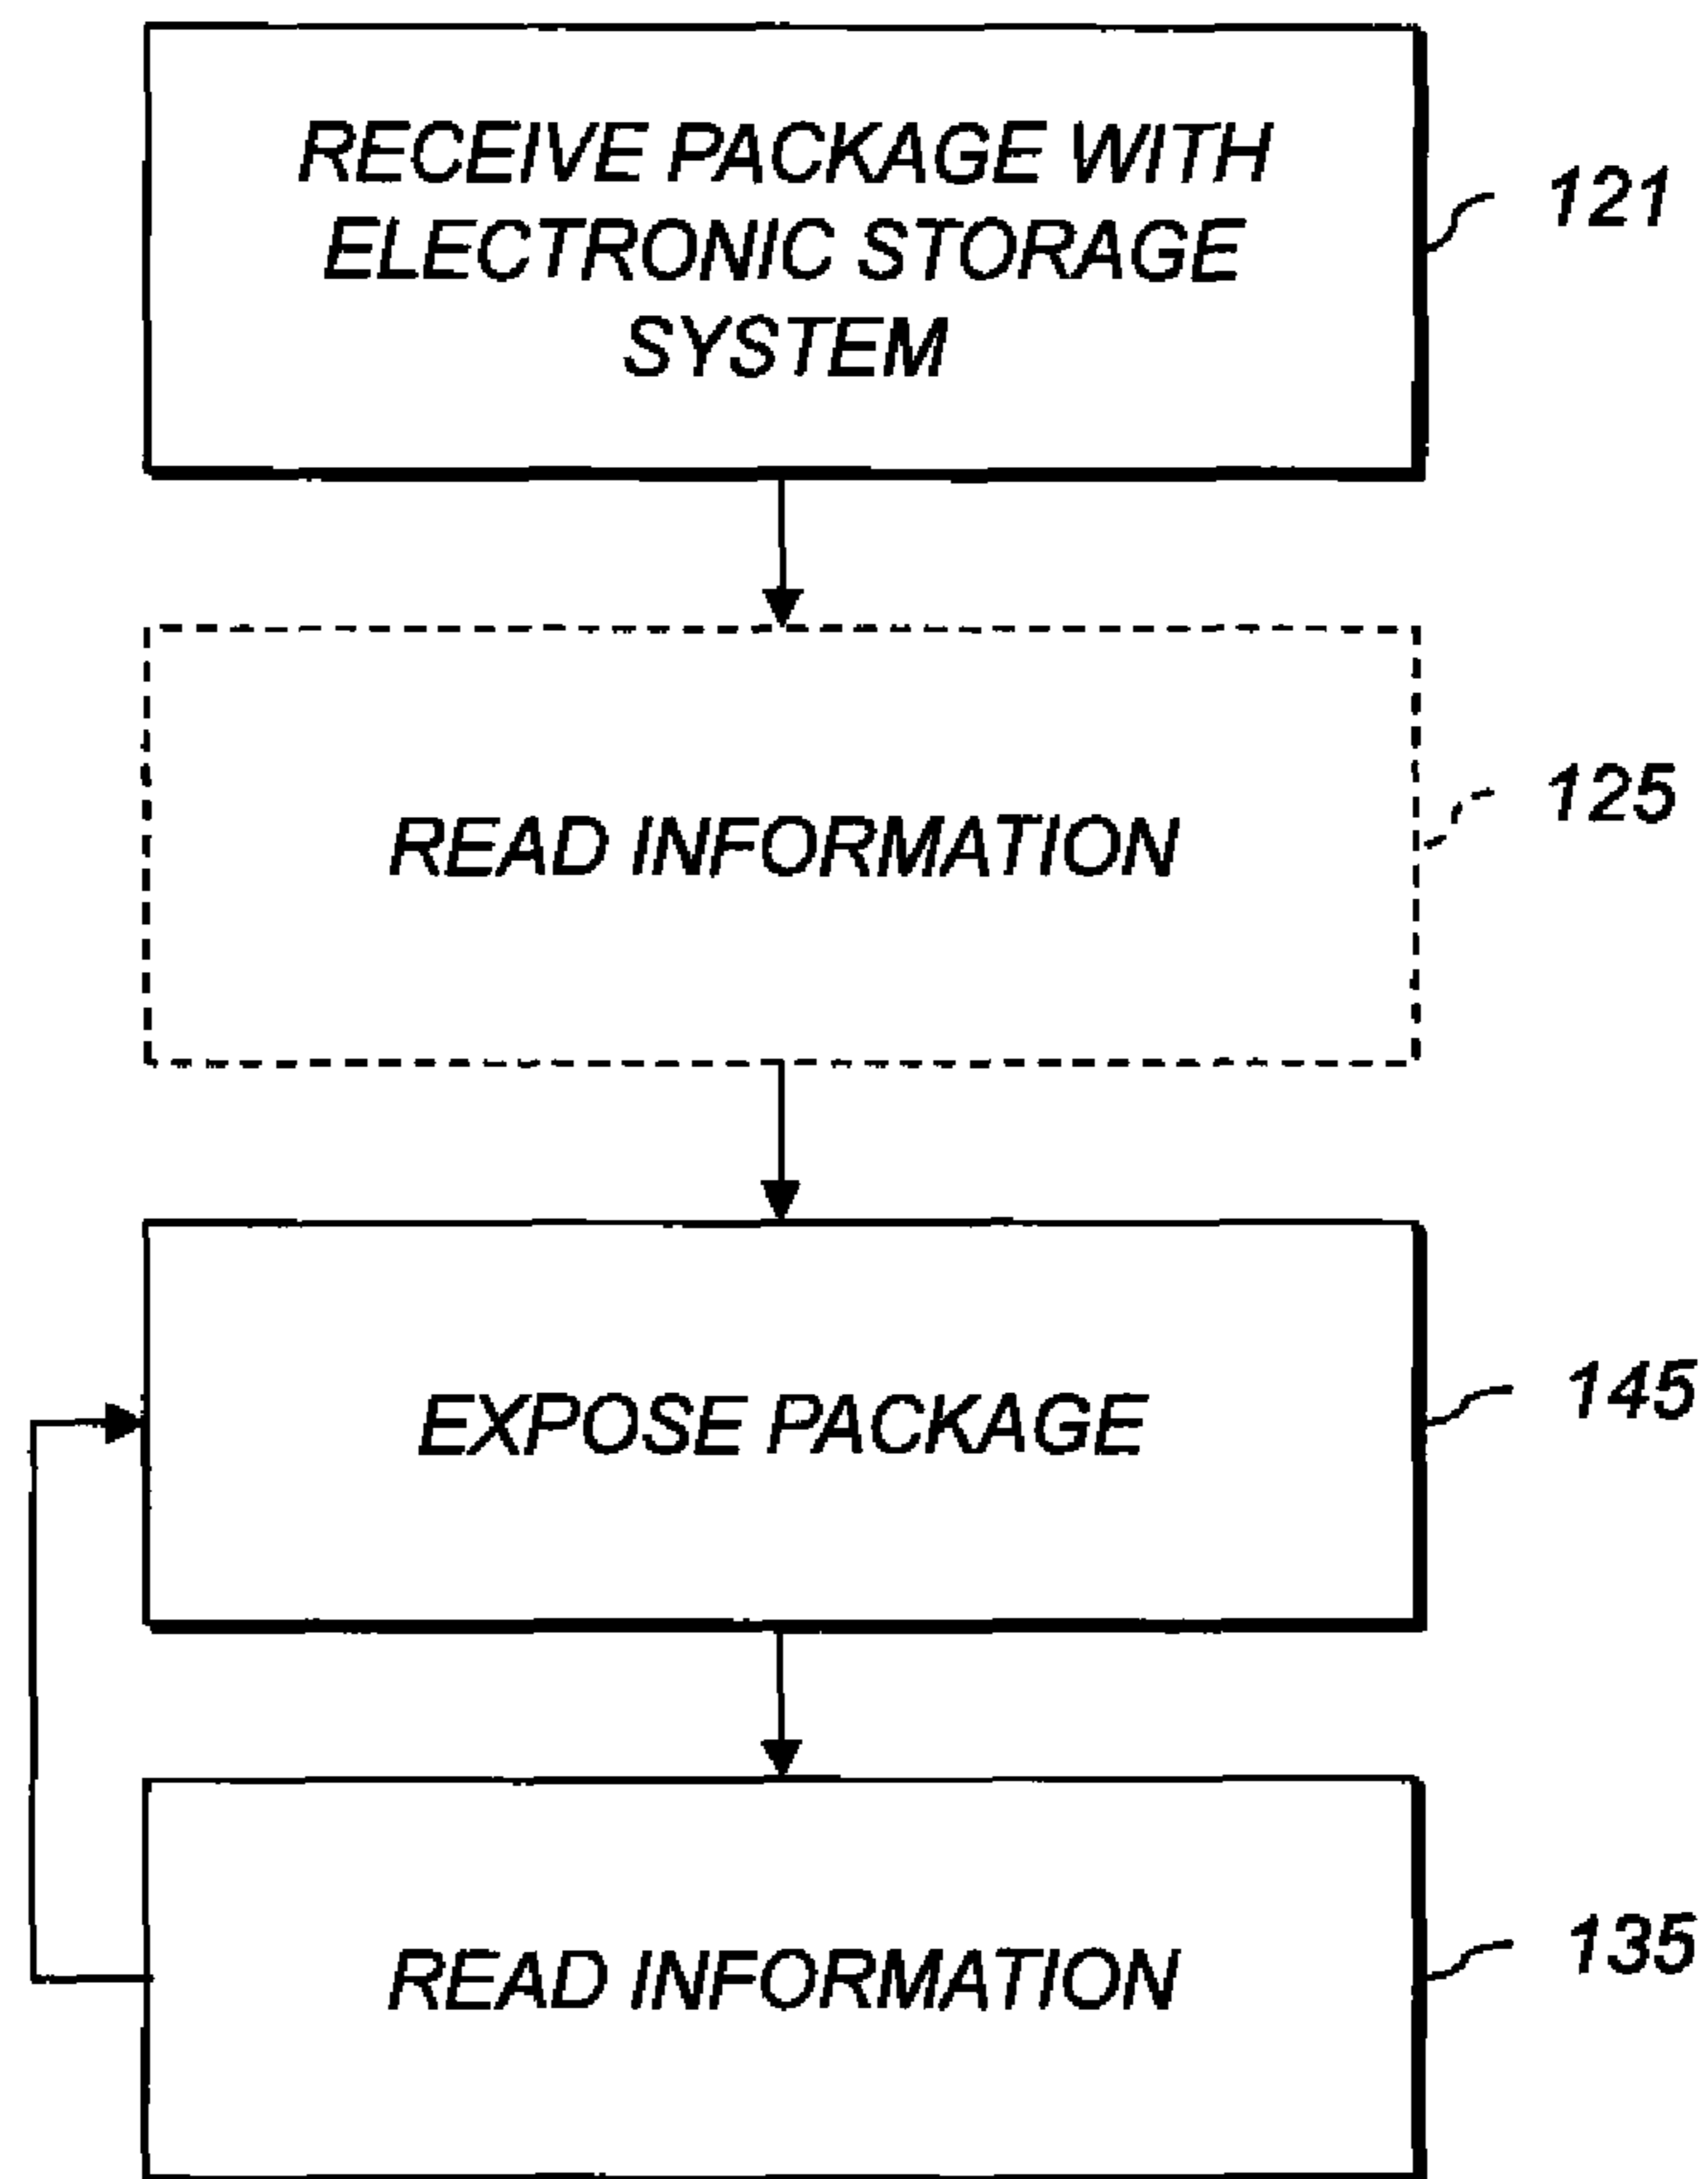 RECEIVE PACKAGE WITH
ELECTRONIC STORAGE
SYSTEM
121
READ INFORMATION
125
EXPOSE PACKAGE
145
READ INFORMATION
135